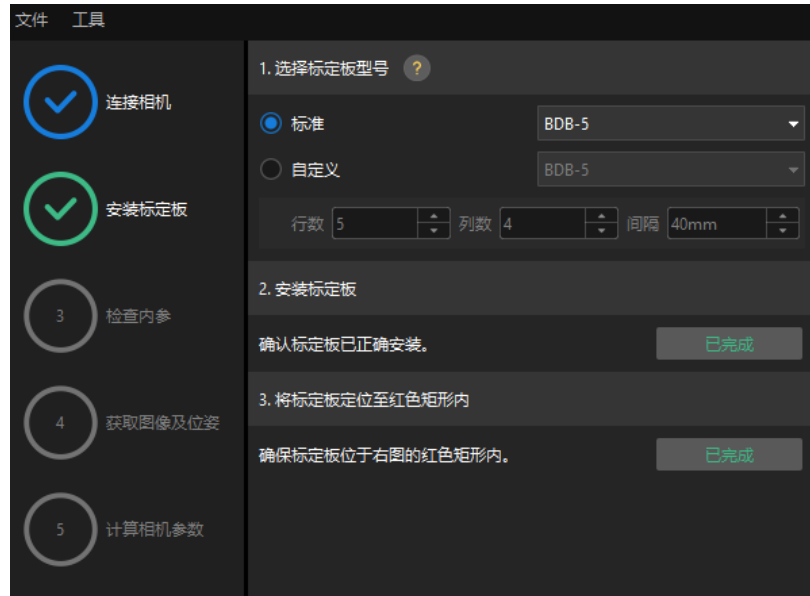 文件 工具
连接相机
安装标定板
3 检查内参
4 获取图像及位姿
5 计算相机参数
1. 选择标定板型号 ?
标准 BDB-5
自定义 BDB-5
行数 5 列数 4 间隔 40mm
2. 安装标定板
确认标定板已正确安装。 已完成
3. 将标定板定位至红色矩形内
确保标定板位于右图的红色矩形内。 已完成